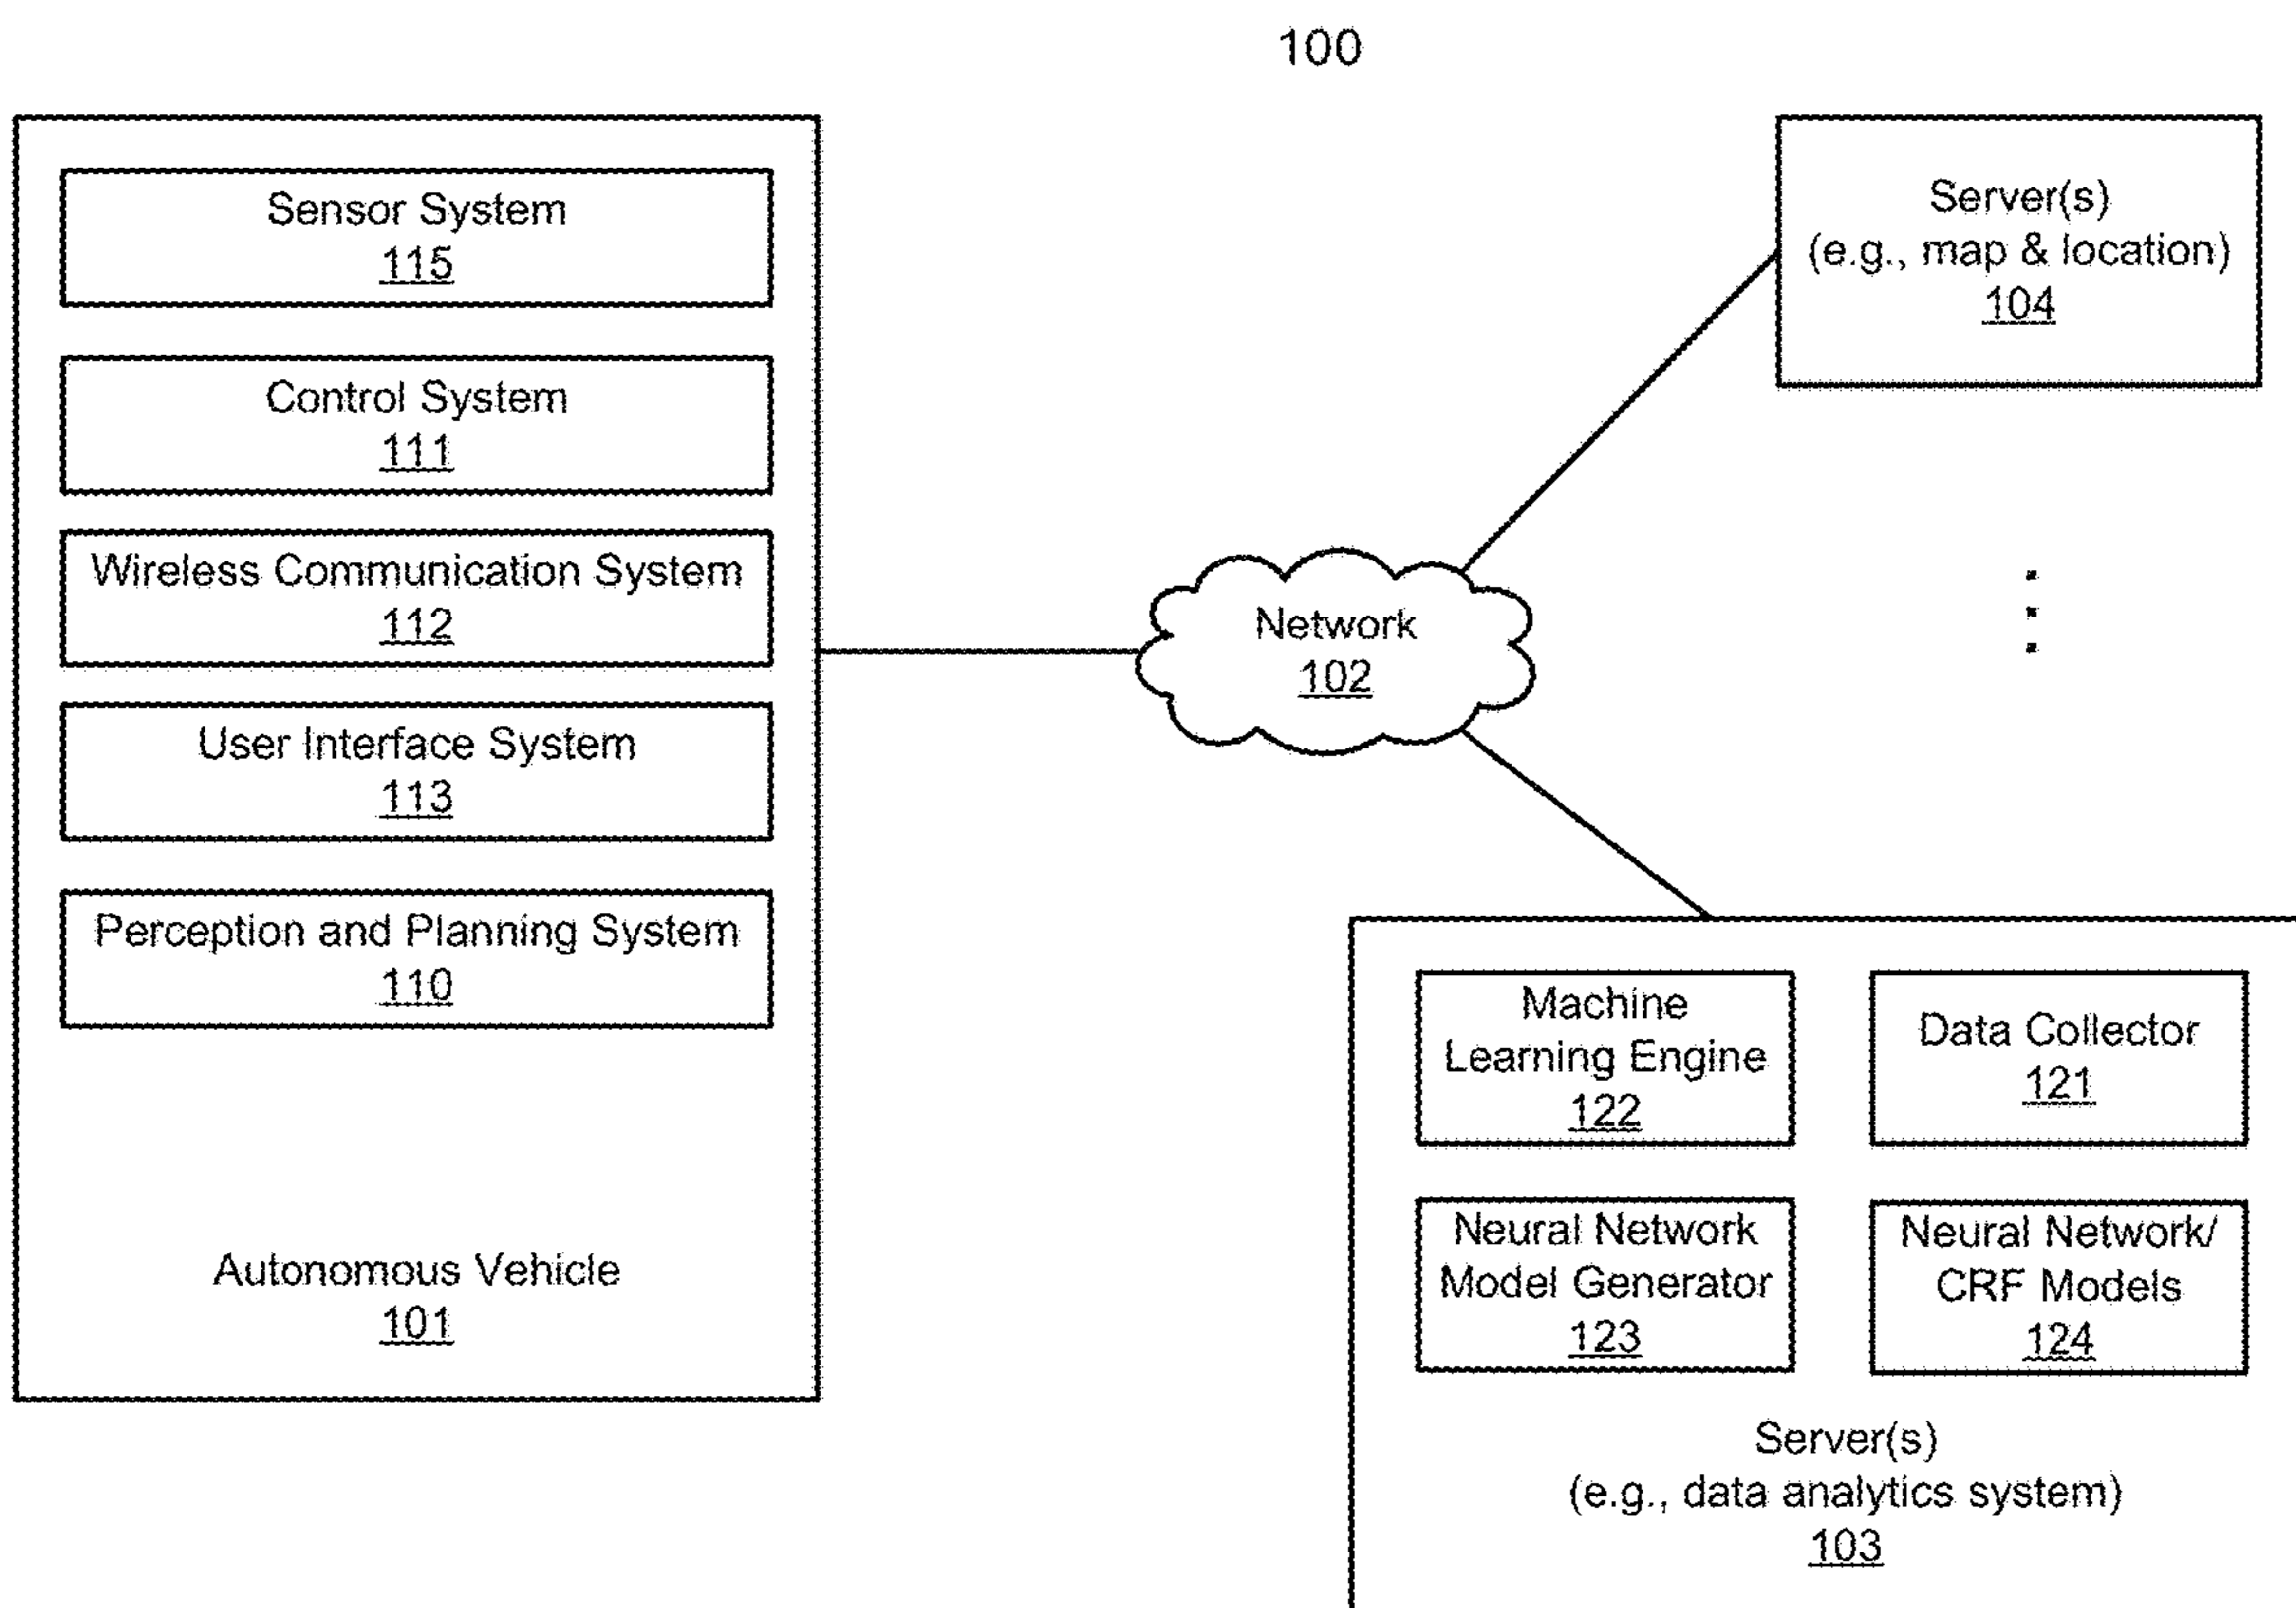 100
Sensor System
115
Control System
111
Wireless Communication System
112
User Interface System
113
Perception and Planning System
110
Autonomous Vehicle
101
Network
102
Server(s)
(e.g., map & location)
104
Machine
Learning Engine
122
Data Collector
121
Neural Network
Model Generator
123
Neural Network/
CRF Models
124
Server(s)
(e.g., data analytics system)
103